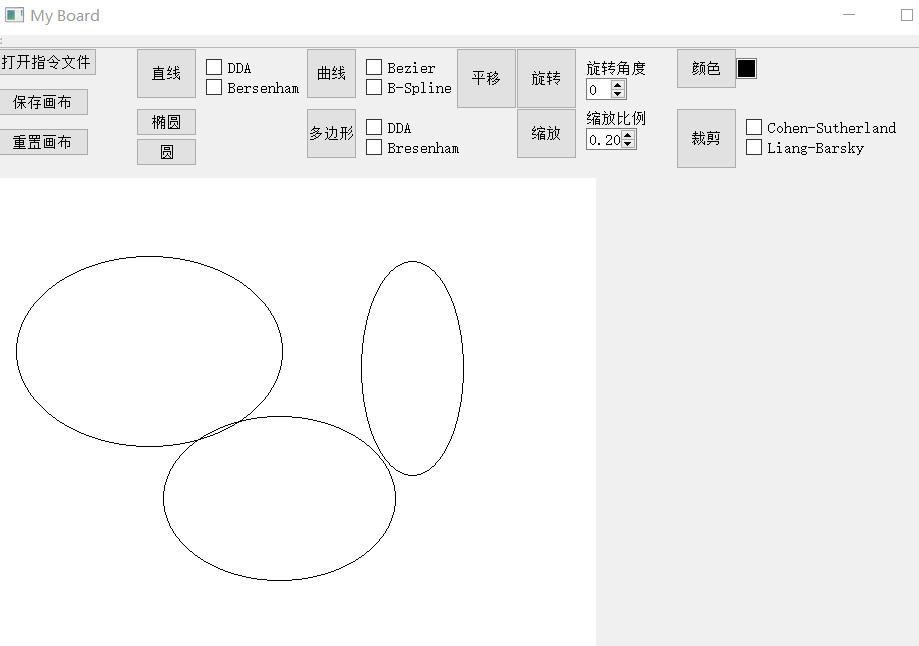 My Board
打开指令文件
保存画布
重置画布
直线
DDA
Bersenham
椭圆
圆
曲线
Bezier
B-Spline
多边形
DDA
Bresenham
平移
旋转
旋转角度
0
缩放
缩放比例
0.20
颜色
裁剪
Cohen-Sutherland
Liang-Barsky